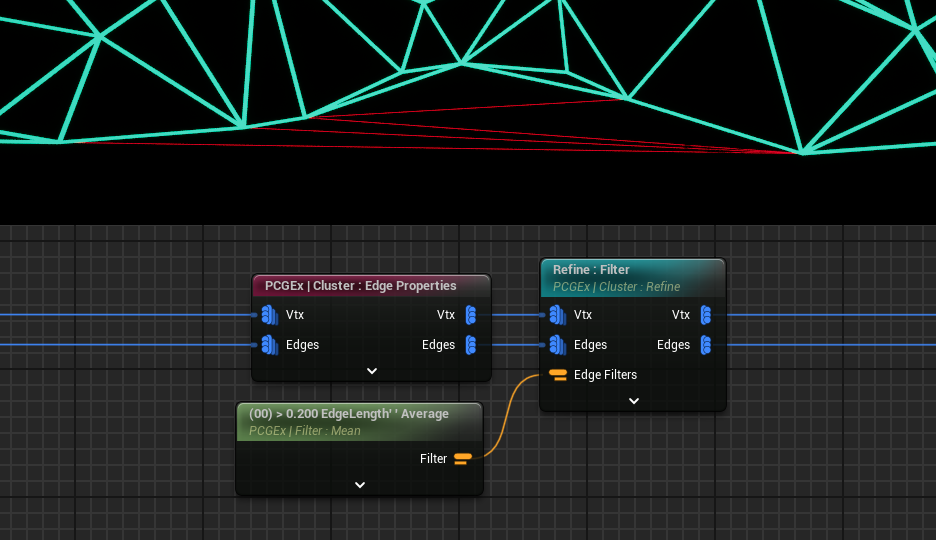 Refine : Filter
PCGEx | Cluster : Refine
PCGEx | Cluster : Edge Properties
Vtx Vtx
Edges Edges
Vtx Vtx
Edges Edges
Edge Filters
(00) > 0.200 EdgeLength' ' Average
PCGEx | Filter : Mean
Filter